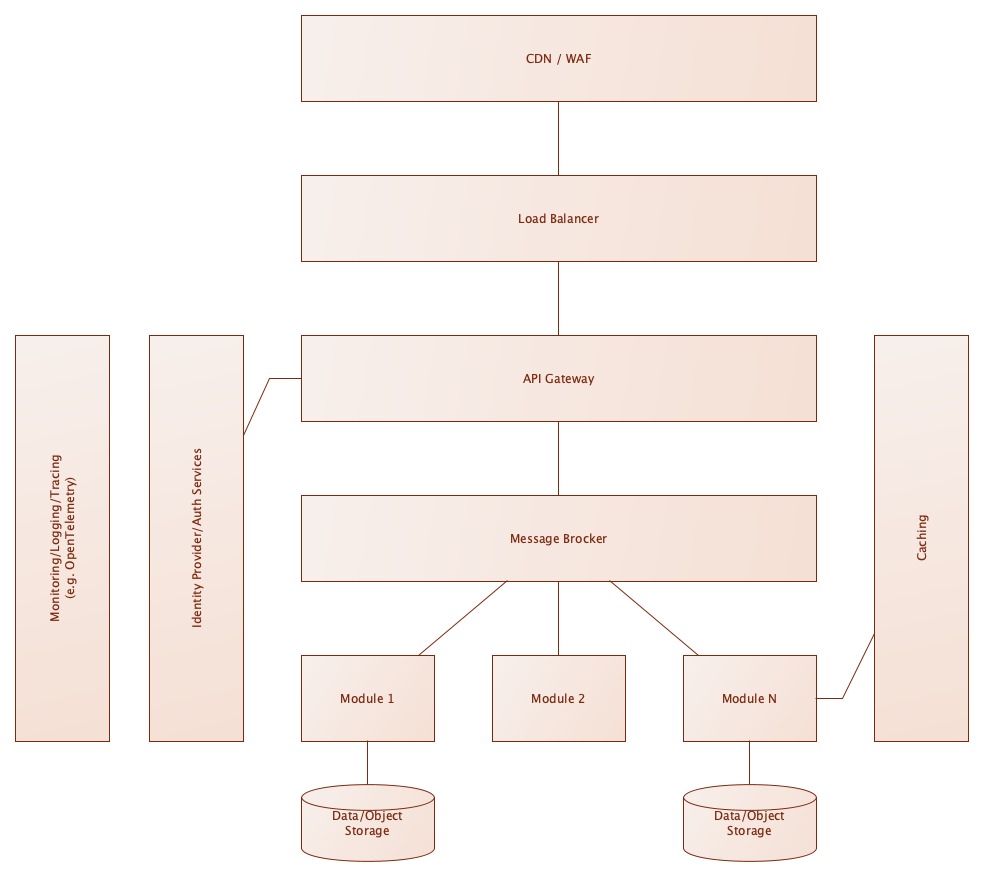 CDN / WAF
Load Balancer
API Gateway
Monitoring/Logging/Tracing
(e.g. OpenTelemetry)
Identity Provider/Auth Services
Message Brocker
Caching
Module 1
Module 2
Module N
Data/Object
Storage
Data/Object
Storage